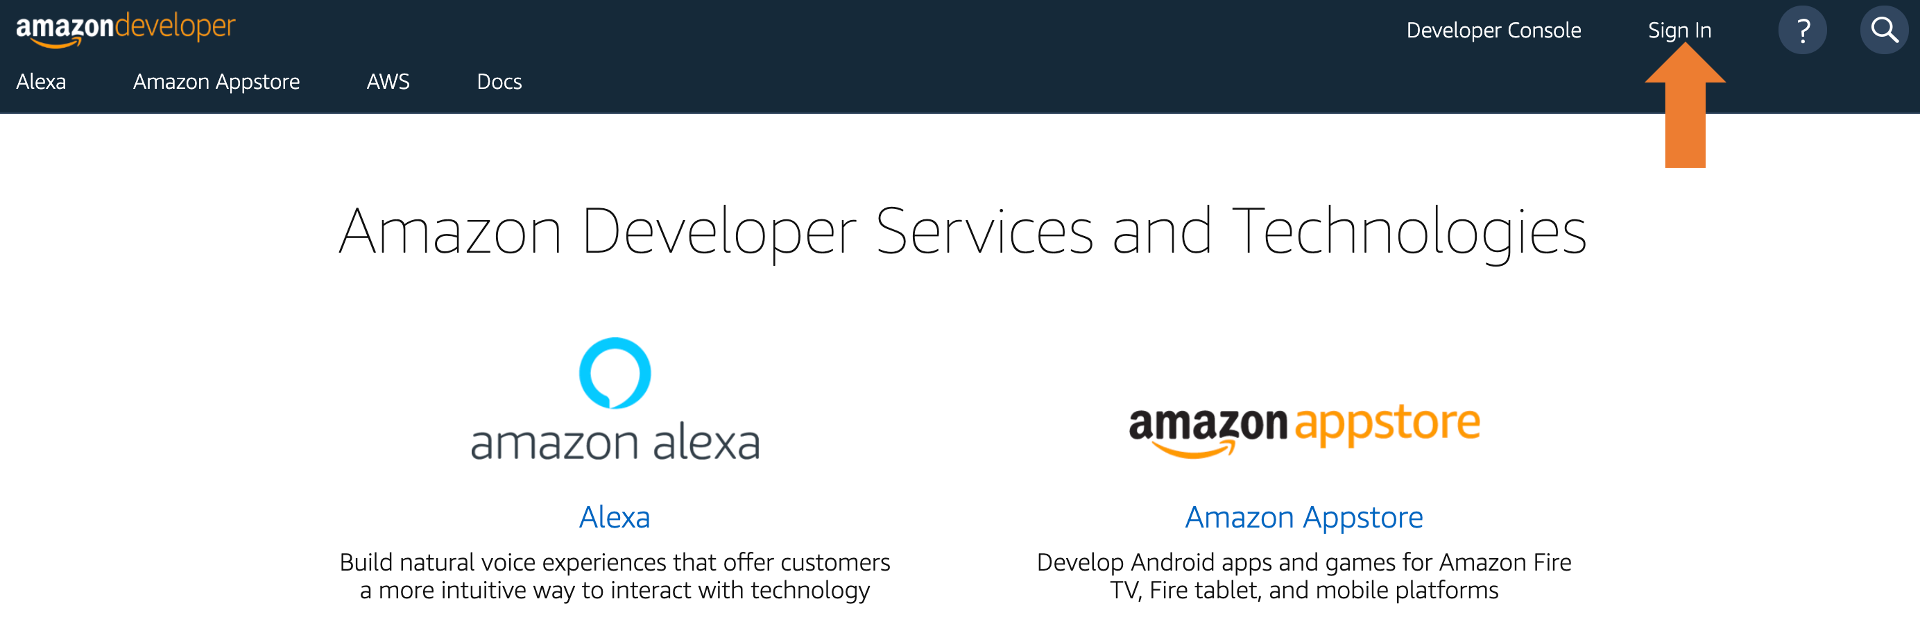 amazondeveloper
Developer Console
Sign In
?
Alexa
Amazon Appstore
AWS
Docs
Amazon Developer Services and Technologies
amazon alexa
Alexa
Build natural voice experiences that offer customers
a more intuitive way to interact with technology
amazon appstore
Amazon Appstore
Develop Android apps and games for Amazon Fire
TV, Fire tablet, and mobile platforms